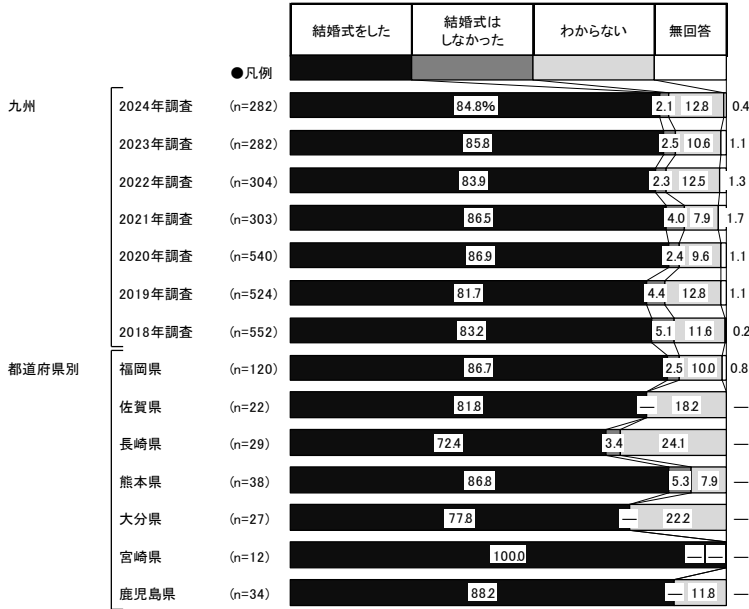 結婚式をした 結婚式は しなかった わからない 無回答
●凡例
九州 2024年調査 (n=282) 84.8% 2.1 12.8 0.4
2023年調査 (n=282) 85.8 2.5 10.6 1.1
2022年調査 (n=304) 83.9 2.3 12.5 1.3
2021年調査 (n=303) 86.5 4.0 7.9 1.7
2020年調査 (n=540) 86.9 2.4 9.6 1.1
2019年調査 (n=524) 81.7 4.4 12.8 1.1
2018年調査 (n=552) 83.2 5.1 11.6 0.2
都道府県別 福岡県 (n=120) 86.7 2.5 10.0 0.8
佐賀県 (n=22) 81.8 — 18.2 —
長崎県 (n=29) 72.4 3.4 24.1 —
熊本県 (n=38) 86.8 5.3 7.9 —
大分県 (n=27) 77.8 — 22.2 —
宮崎県 (n=12) 100.0 — — —
鹿児島県 (n=34) 88.2 — 11.8 —